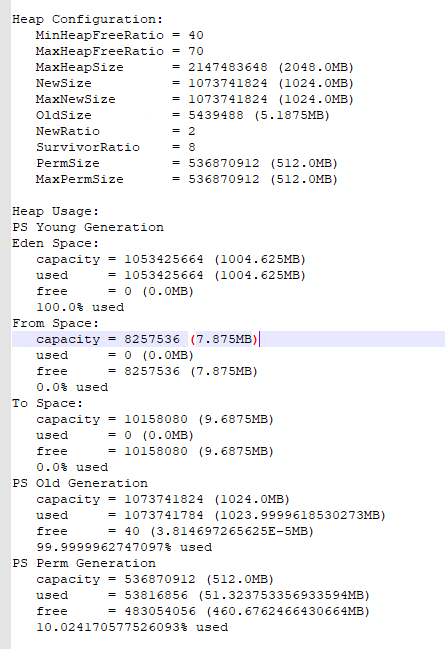 Heap Configuration:
MinHeapFreeRatio = 40
MaxHeapFreeRatio = 70
MaxHeapSize = 2147483648 (2048.0MB)
NewSize = 1073741824 (1024.0MB)
MaxNewSize = 1073741824 (1024.0MB)
OldSize = 5439488 (5.1875MB)
NewRatio = 2
SurvivorRatio = 8
PermSize = 536870912 (512.0MB)
MaxPermSize = 536870912 (512.0MB)
Heap Usage:
PS Young Generation
Eden Space:
capacity = 1053425664 (1004.625MB)
used = 1053425664 (1004.625MB)
free = 0 (0.0MB)
100.0% used
From Space:
capacity = 8257536 (7.875MB)
used = 0 (0.0MB)
free = 8257536 (7.875MB)
0.0% used
To Space:
capacity = 10158080 (9.6875MB)
used = 0 (0.0MB)
free = 10158080 (9.6875MB)
0.0% used
PS Old Generation
capacity = 1073741824 (1024.0MB)
used = 1073741784 (1023.9999618530273MB)
free = 40 (3.814697265625E-5MB)
99.9999962747097% used
PS Perm Generation
capacity = 536870912 (512.0MB)
used = 53816856 (51.323753356933594MB)
free = 483054056 (460.6762466430664MB)
10.024170577526093% used